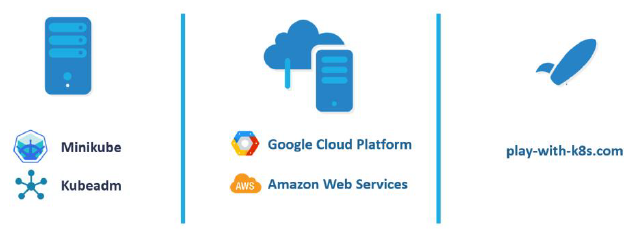 Minikube
Kubeadm
Google Cloud Platform
AWS
Amazon Web Services
play-with-k8s.com